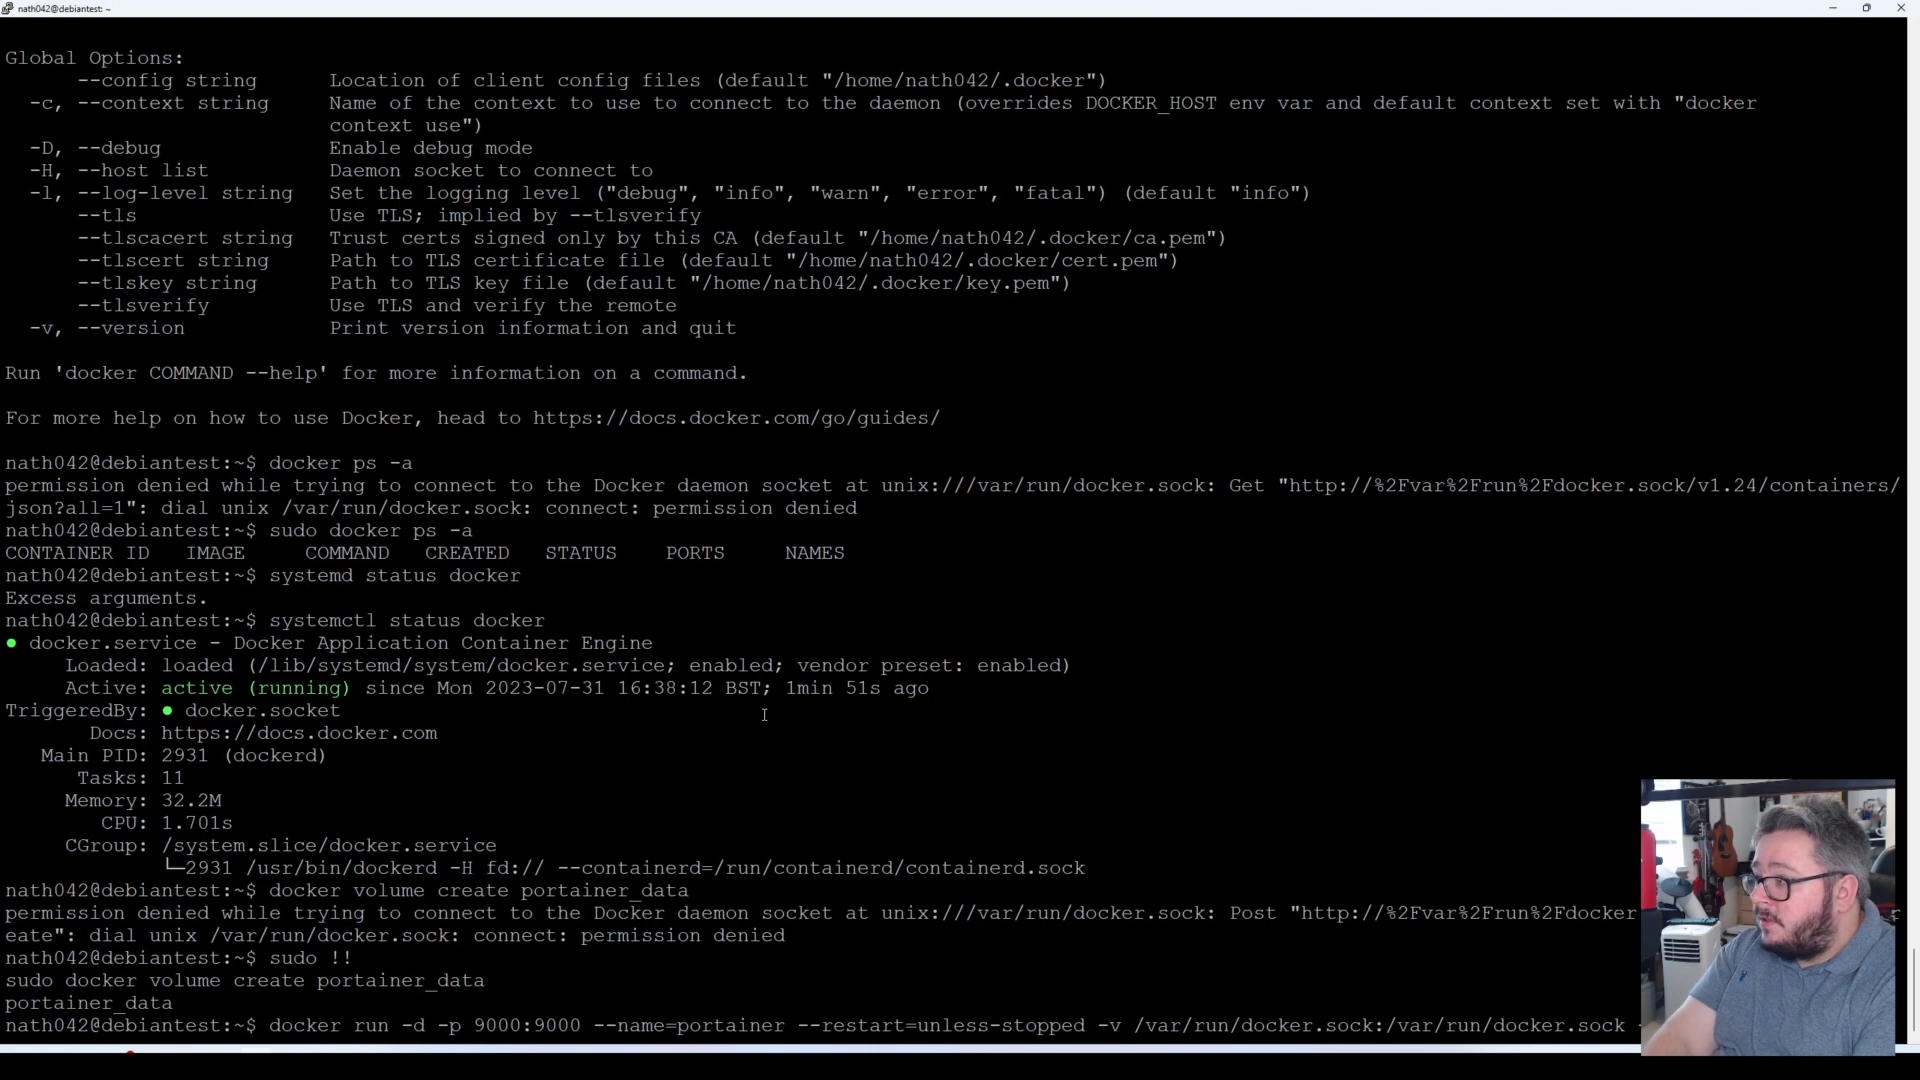 nath042@debiantest: ~
Global Options:
--config string Location of client config files (default "/home/nath042/.docker")
-c, --context string Name of the context to use to connect to the daemon (overrides DOCKER_HOST env var and default context set with "docker
context use")
-D, --debug Enable debug mode
-H, --host list Daemon socket to connect to
-l, --log-level string Set the logging level ("debug", "info", "warn", "error", "fatal") (default "info")
--tls Use TLS; implied by --tlsverify
--tlscacert string Trust certs signed only by this CA (default "/home/nath042/.docker/ca.pem")
--tlscert string Path to TLS certificate file (default "/home/nath042/.docker/cert.pem")
--tlskey string Path to TLS key file (default "/home/nath042/.docker/key.pem")
--tlsverify Use TLS and verify the remote
-v, --version Print version information and quit
Run 'docker COMMAND --help' for more information on a command.
For more help on how to use Docker, head to https://docs.docker.com/go/guides/
nath042@debiantest:~$ docker ps -a
permission denied while trying to connect to the Docker daemon socket at unix:///var/run/docker.sock: Get "http://%2Fvar%2Frun%2Fdocker.sock/v1.24/containers/
json?all=1": dial unix /var/run/docker.sock: connect: permission denied
nath042@debiantest:~$ sudo docker ps -a
CONTAINER ID IMAGE COMMAND CREATED STATUS PORTS NAMES
nath042@debiantest:~$ systemd status docker
Excess arguments.
nath042@debiantest:~$ systemctl status docker
● docker.service - Docker Application Container Engine
Loaded: loaded (/lib/systemd/system/docker.service; enabled; vendor preset: enabled)
Active: active (running) since Mon 2023-07-31 16:38:12 BST; 1min 51s ago
TriggeredBy: ● docker.socket
Docs: https://docs.docker.com
Main PID: 2931 (dockerd)
Tasks: 11
Memory: 32.2M
CPU: 1.701s
CGroup: /system.slice/docker.service
└─2931 /usr/bin/dockerd -H fd:// --containerd=/run/containerd/containerd.sock
nath042@debiantest:~$ docker volume create portainer_data
permission denied while trying to connect to the Docker daemon socket at unix:///var/run/docker.sock: Post "http://%2Fvar%2Frun%2Fdocker
eate": dial unix /var/run/docker.sock: connect: permission denied
nath042@debiantest:~$ sudo !!
sudo docker volume create portainer_data
portainer_data
nath042@debiantest:~$ docker run -d -p 9000:9000 --name=portainer --restart=unless-stopped -v /var/run/docker.sock:/var/run/docker.sock